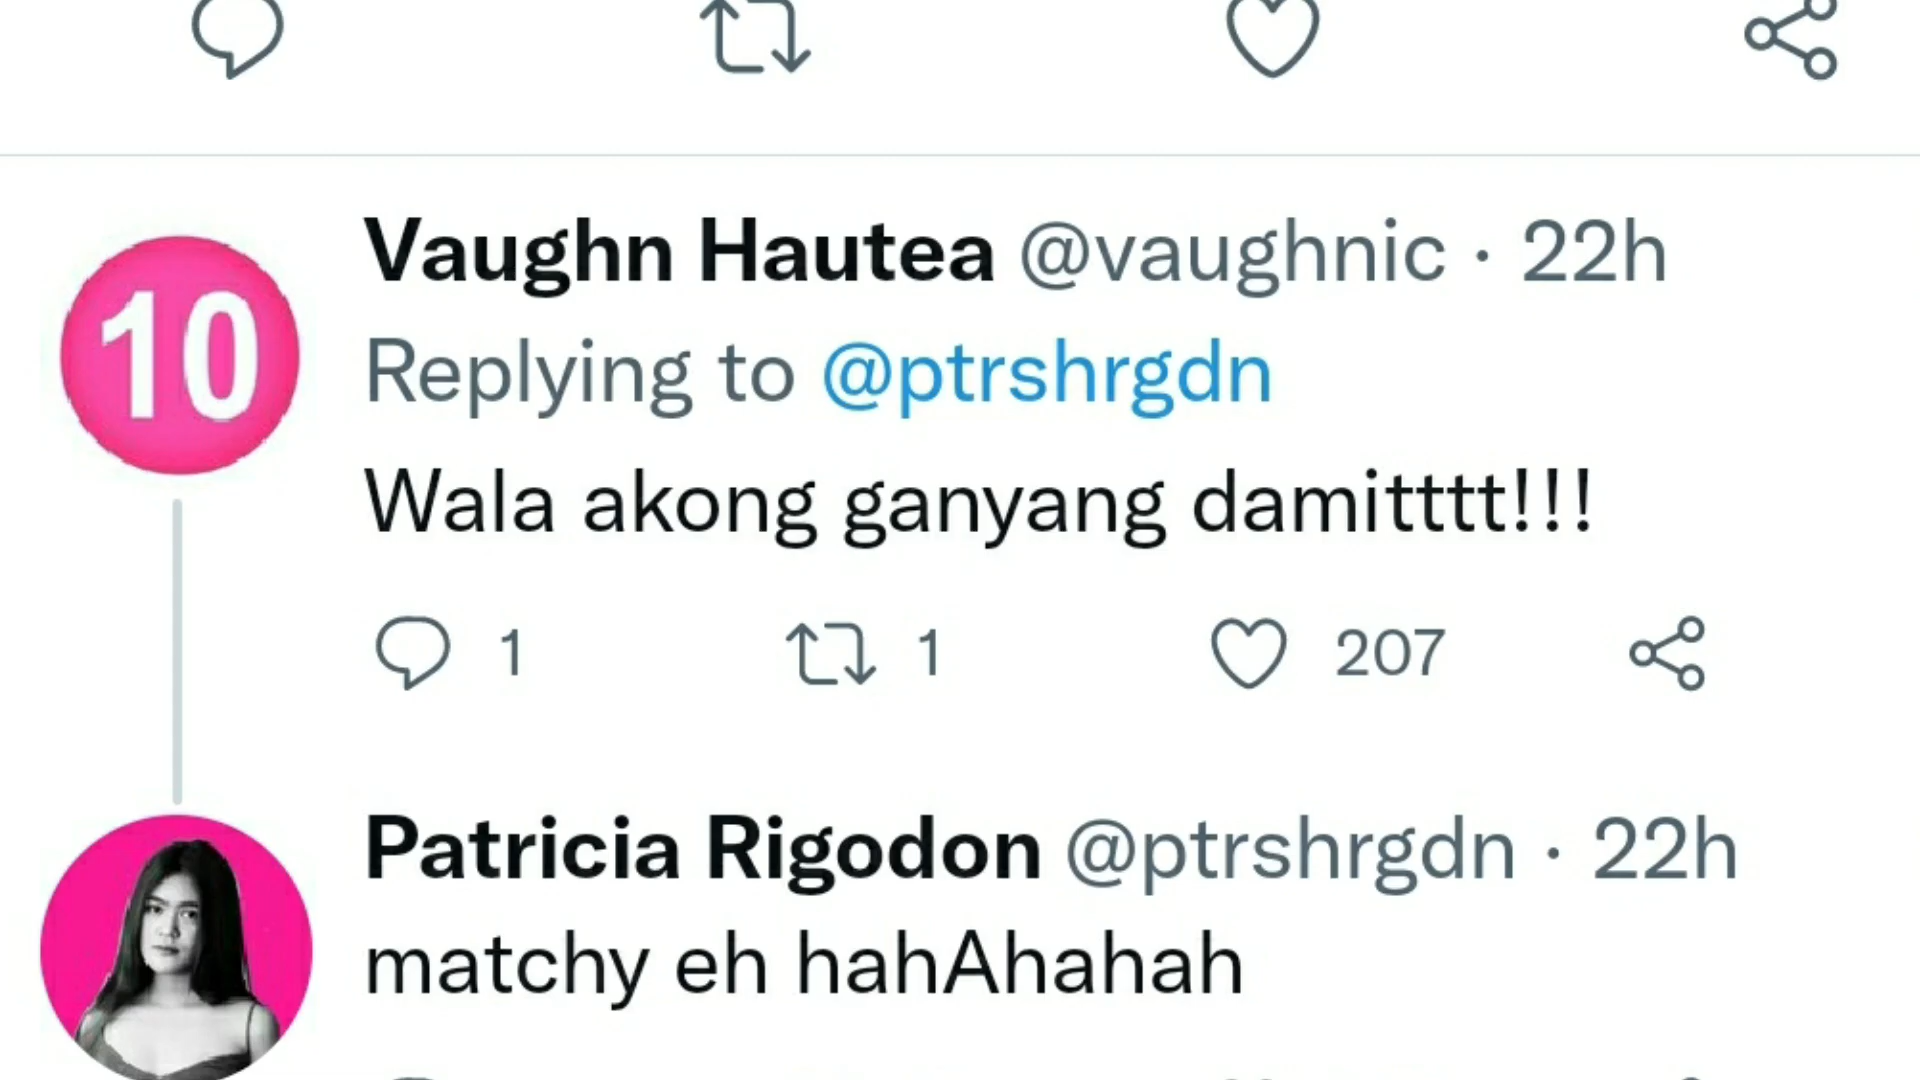 10
Vaughn Hautea @vaughnic · 22h
Replying to @ptrshrgdn
Wala akong ganyang damitttt!!!
1 1 207
Patricia Rigodon @ptrshrgdn · 22h
matchy eh hahAhahah